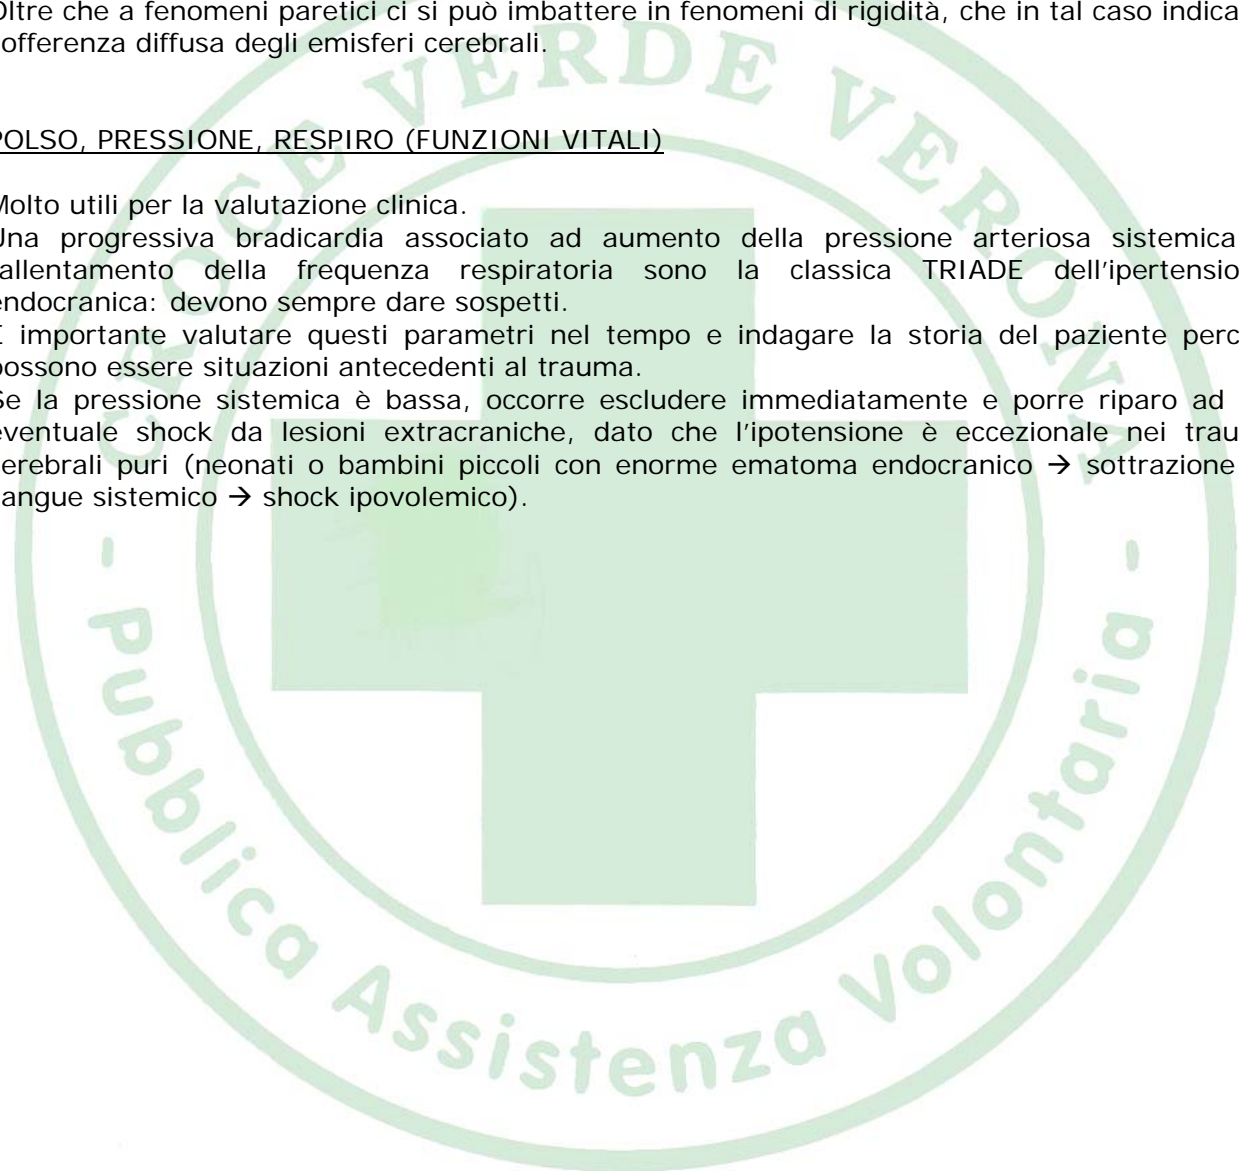 Oltre che a fenomeni paretici ci si può imbattere in fenomeni di rigidità, che in tal caso indica
sofferenza diffusa degli emisferi cerebrali.
POLSO, PRESSIONE, RESPIRO (FUNZIONI VITALI)
Molto utili per la valutazione clinica.
Una progressiva bradicardia associato ad aumento della pressione arteriosa sistemica
rallentamento della frequenza respiratoria sono la classica TRIADE dell'ipertensio
endocranica: devono sempre dare sospetti.
E importante valutare questi parametri nel tempo e indagare la storia del paziente perc
possono essere situazioni antecedenti al trauma.
Se la pressione sistemica è bassa, occorre escludere immediatamente e porre riparo ad
eventuale shock da lesioni extracraniche, dato che l'ipotensione è eccezionale nei trau
cerebrali puri (neonati o bambini piccoli con enorme ematoma endocranico → sottrazione
sangue sistemico → shock ipovolemico).
CROCE VERDE VERONA
- Pubblica Assistenza Volontaria -